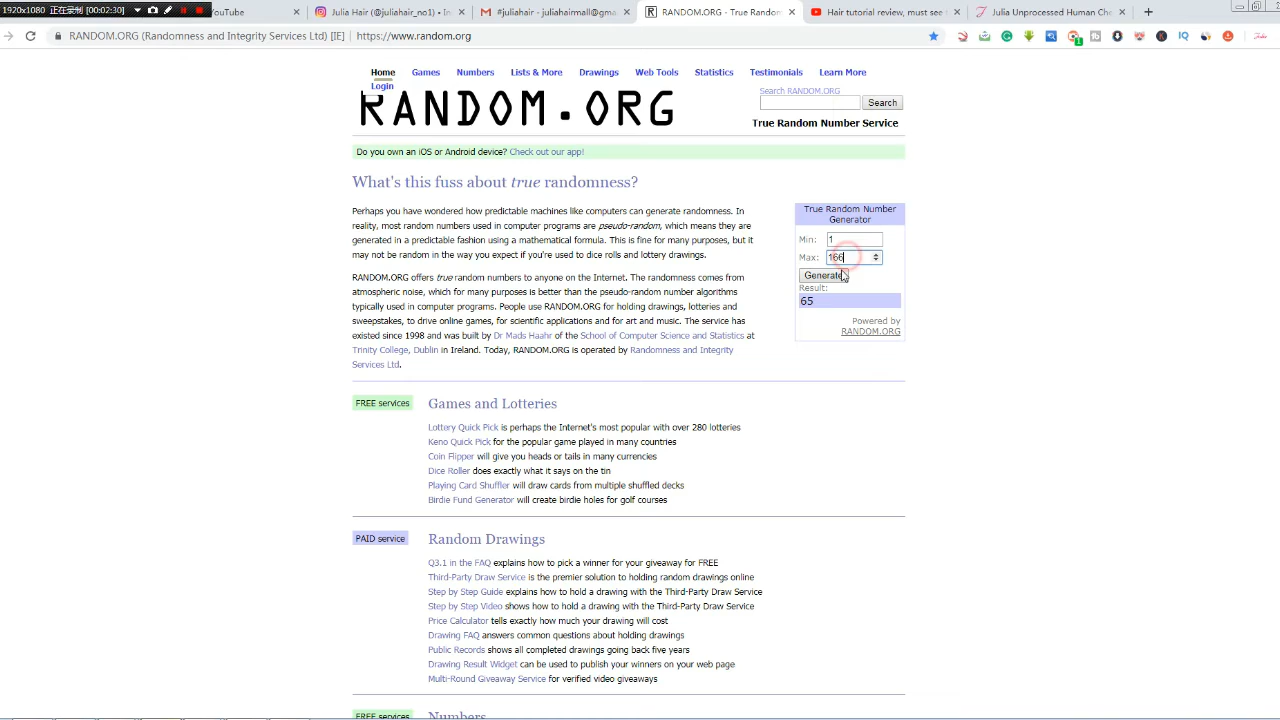 1920x1080 正在录制 [00:02:30]
YouTube
Julia Hair (@juliahair_no1) • In
#juliahair - juliahairmall@gm
RANDOM.ORG - True Random
Hair tutorial new, must see
Julia Unprocessed Human Che
RANDOM.ORG (Randomness and Integrity Services Ltd) [IE] | https://www.random.org
Home Games Numbers Lists & More Drawings Web Tools Statistics Testimonials Learn More
Login
Search RANDOM.ORG
RANDOM.ORG
Search
True Random Number Service
Do you own an iOS or Android device? Check out our app!
What's this fuss about true randomness?
Perhaps you have wondered how predictable machines like computers can generate randomness. In
reality, most random numbers used in computer programs are pseudo-random, which means they are
generated in a predictable fashion using a mathematical formula. This is fine for many purposes, but it
may not be random in the way you expect if you're used to dice rolls and lottery drawings.
RANDOM.ORG offers true random numbers to anyone on the Internet. The randomness comes from
atmospheric noise, which for many purposes is better than the pseudo-random number algorithms
typically used in computer programs. People use RANDOM.ORG for holding drawings, lotteries and
sweepstakes, to drive online games, for scientific applications and for art and music. The service has
existed since 1998 and was built by Dr Mads Haahr of the School of Computer Science and Statistics at
Trinity College, Dublin in Ireland. Today, RANDOM.ORG is operated by Randomness and Integrity
Services Ltd.
True Random Number
Generator
Min: 1
Max: 166
Generate
Result:
65
Powered by
RANDOM.ORG
FREE services
Games and Lotteries
Lottery Quick Pick is perhaps the Internet's most popular with over 280 lotteries
Keno Quick Pick for the popular game played in many countries
Coin Flipper will give you heads or tails in many currencies
Dice Roller does exactly what it says on the tin
Playing Card Shuffler will draw cards from multiple shuffled decks
Birdie Fund Generator will create birdie holes for golf courses
PAID service
Random Drawings
Q3.1 in the FAQ explains how to pick a winner for your giveaway for FREE
Third-Party Draw Service is the premier solution to holding random drawings online
Step by Step Guide explains how to hold a drawing with the Third-Party Draw Service
Step by Step Video shows how to hold a drawing with the Third-Party Draw Service
Price Calculator tells exactly how much your drawing will cost
Drawing FAQ answers common questions about holding drawings
Public Records shows all completed drawings going back five years
Drawing Result Widget can be used to publish your winners on your web page
Multi-Round Giveaway Service for verified video giveaways
FREE services
Numbers